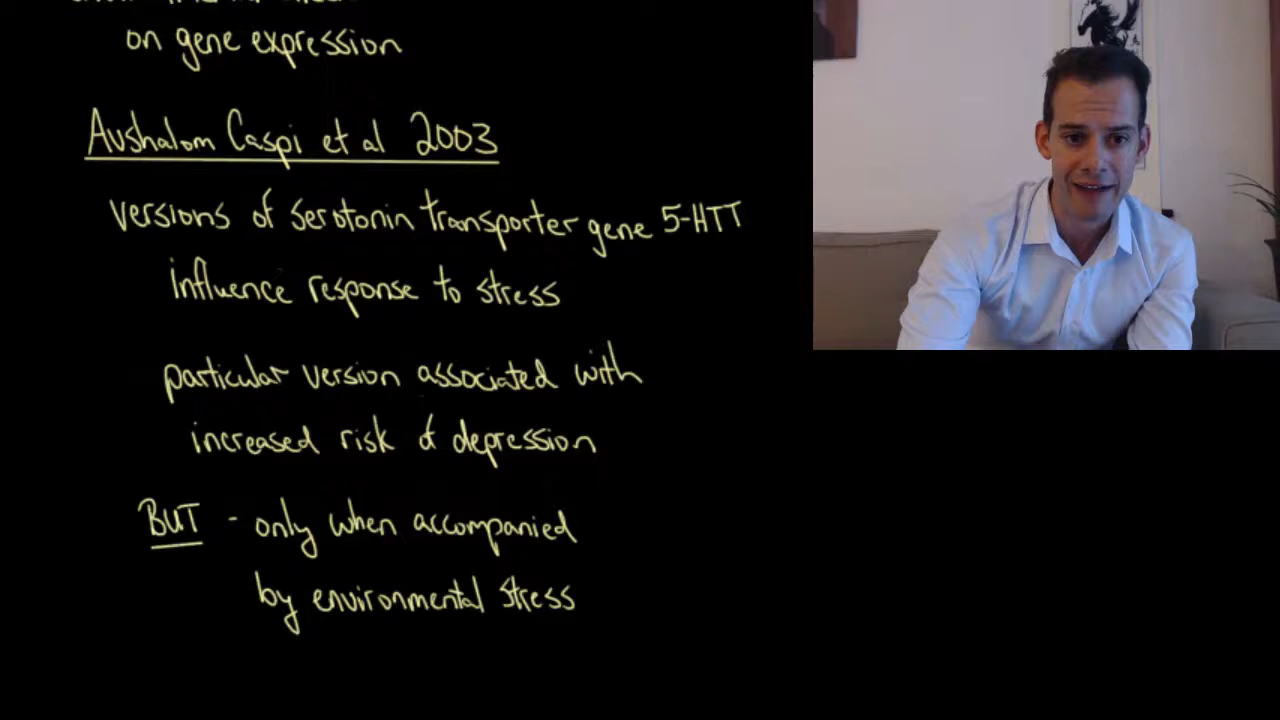 on gene expression
Avshalom Caspi et al 2003
versions of serotonin transporter gene 5-HTT
influence response to stress
particular version associated with
increased risk of depression
BUT - only when accompanied
by environmental stress